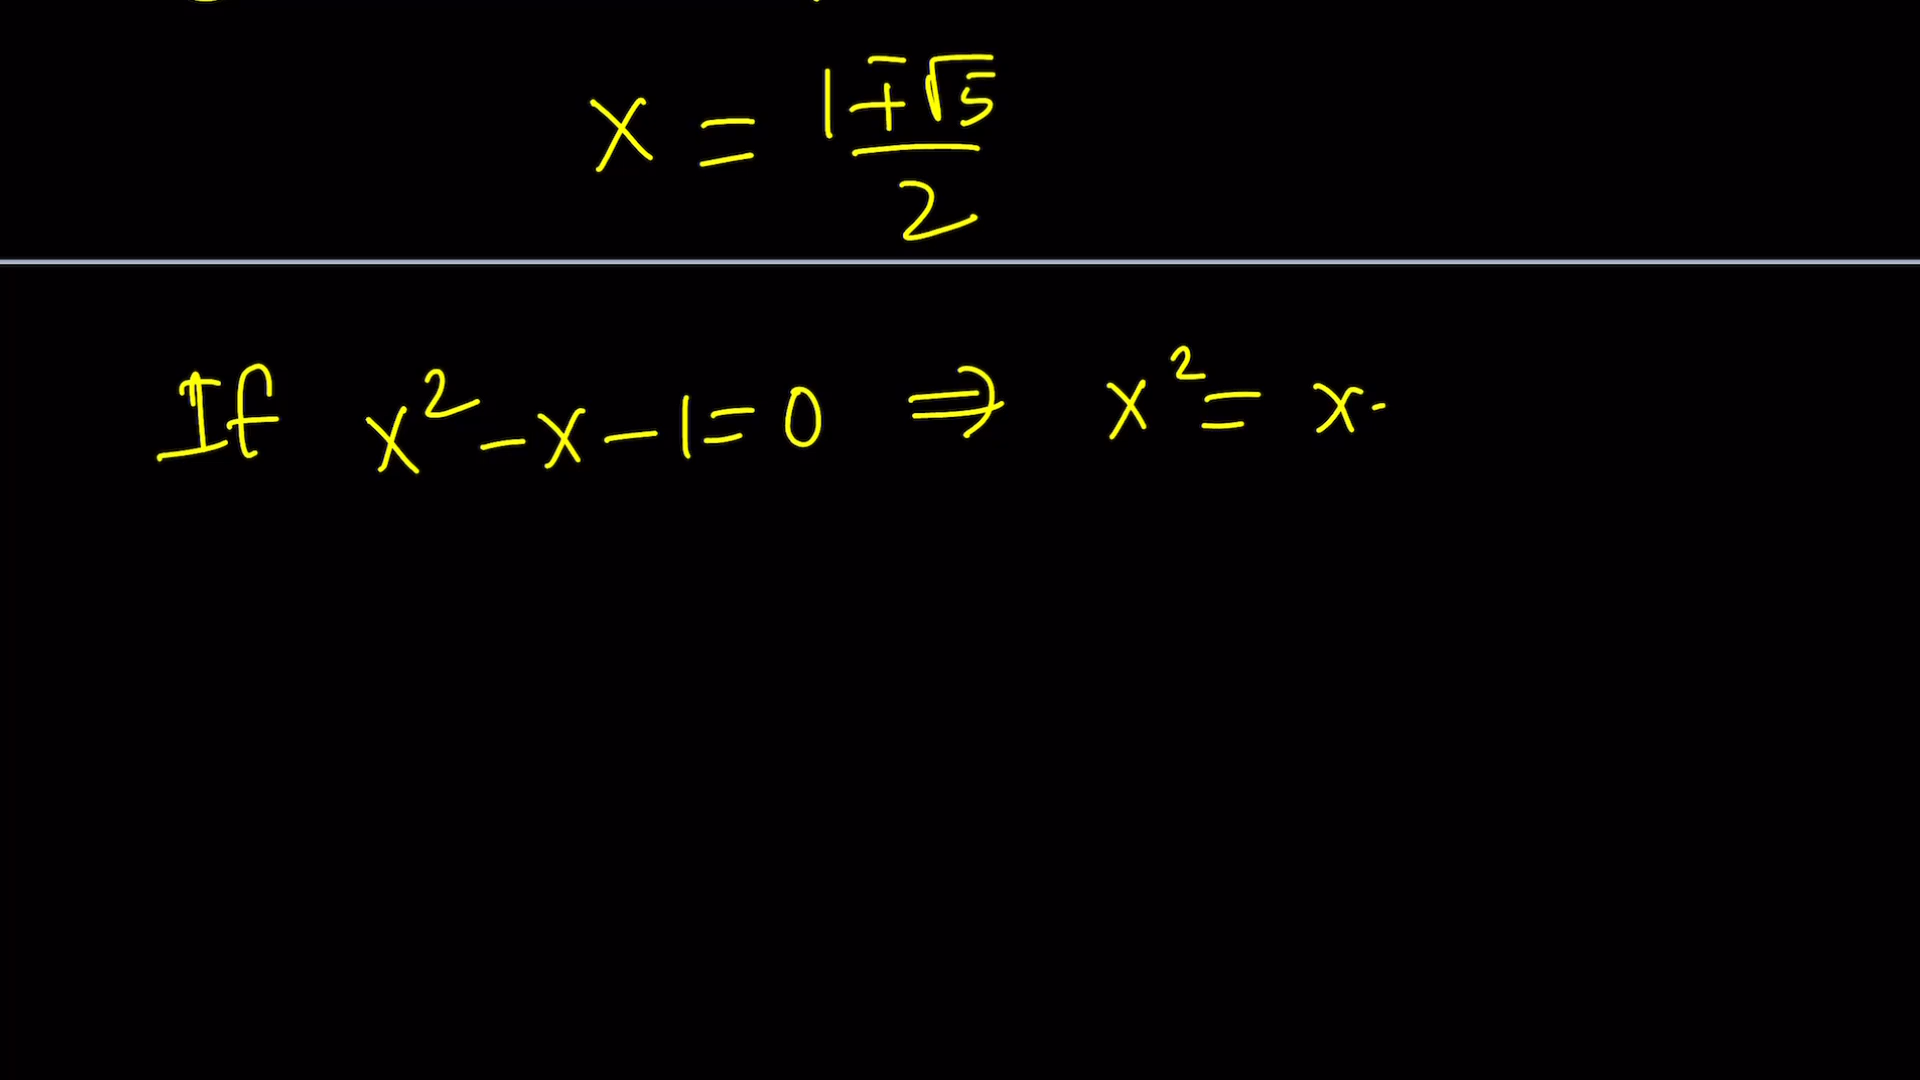 x = (1∓√5)/2
If x² - x - 1 = 0 ⇒ x² = x -